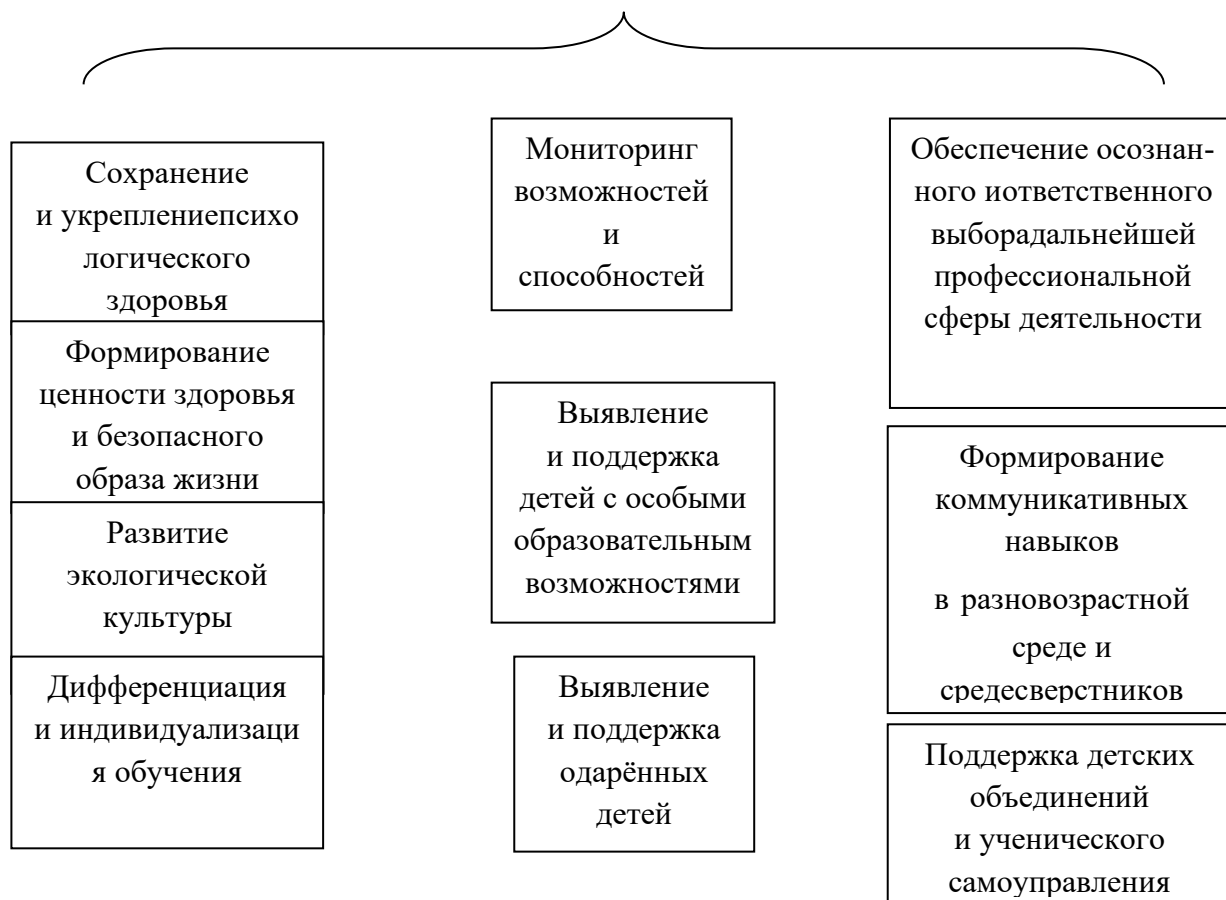 Сохранение
и укреплениепсихо
логического
здоровья
Формирование
ценности здоровья
и безопасного
образа жизни
Развитие
экологической
культуры
Дифференциация
и индивидуализаци
я обучения
Мониторинг
возможностей
и
способностей
Выявление
и поддержка
детей с особыми
образовательным
возможностями
Выявление
и поддержка
одарённых
детей
Обеспечение осознан-
ного иответственного
выборадальнейшей
профессиональной
сферы деятельности
Формирование
коммуникативных
навыков
в разновозрастной
среде и
средесверстников
Поддержка детских
объединений
и ученического
самоуправления